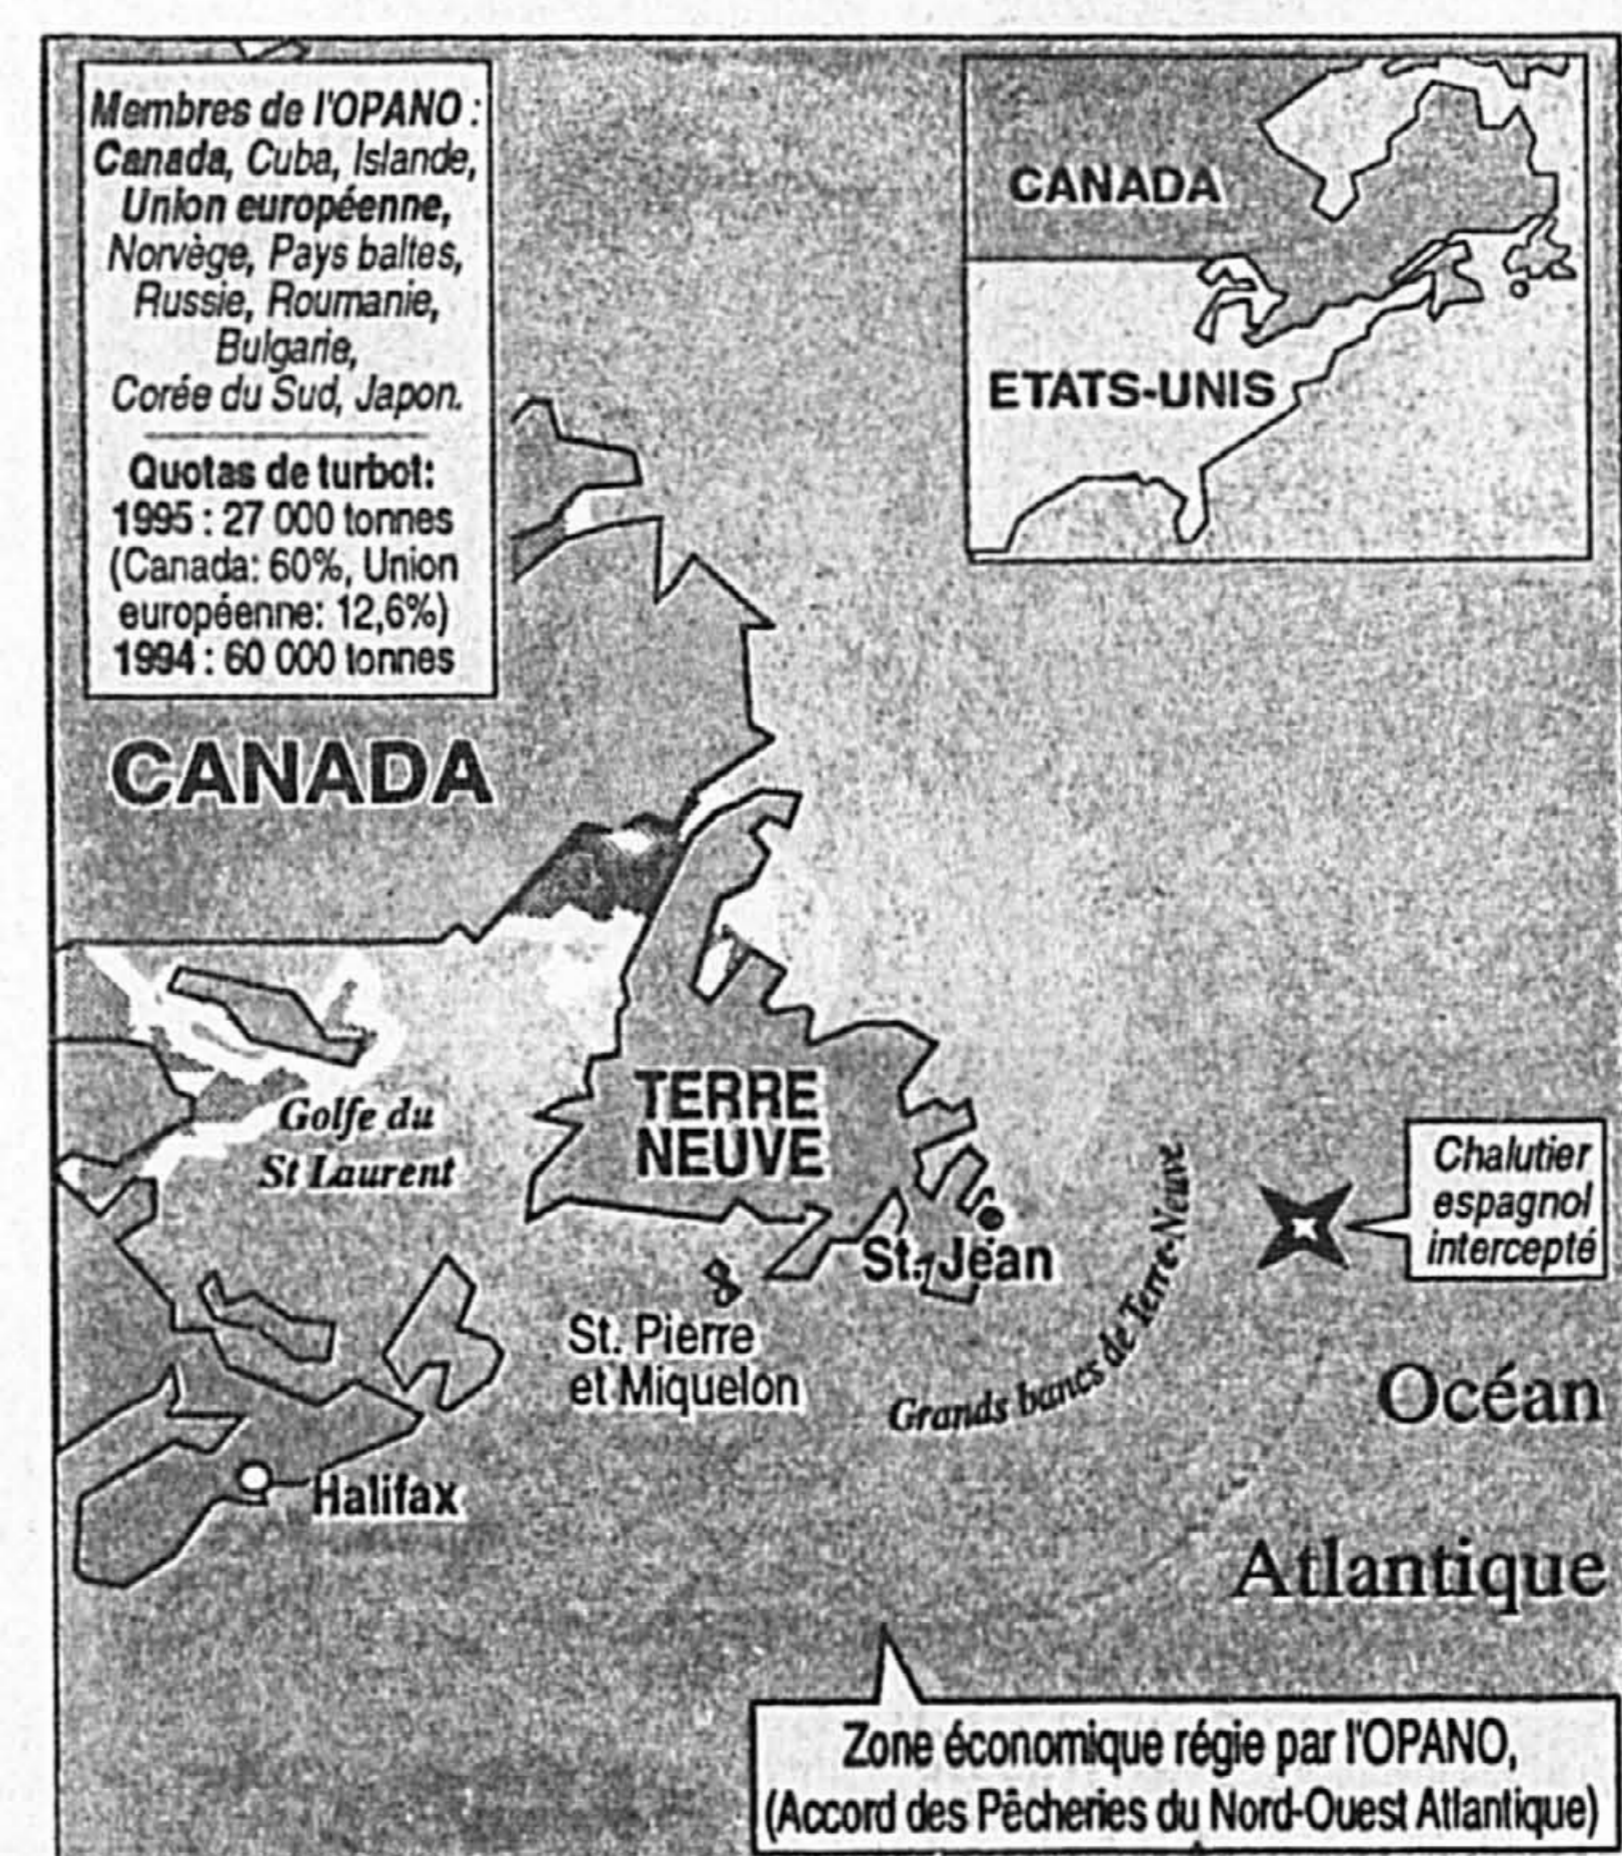 Membres de l'OPANO :
Canada, Cuba, Islande,
Union européenne,
Norvège, Pays baltes,
Russie, Roumanie,
Bulgarie,
Corée du Sud, Japon.
Quotas de turbot:
1995 : 27 000 tonnes
(Canada: 60%, Union
européenne: 12,6%)
1994 : 60 000 tonnes
CANADA
ETATS-UNIS
CANADA
TERRE
NEUVE
Golfe du
St Laurent
St. Jean
St. Pierre
et Miquelon
Grands bancs de Terre-Neuve
Chalutier
espagnol
intercepté
Halifax
Océan
Atlantique
Zone économique régie par l'OPANO,
(Accord des Pêcheries du Nord-Ouest Atlantique)